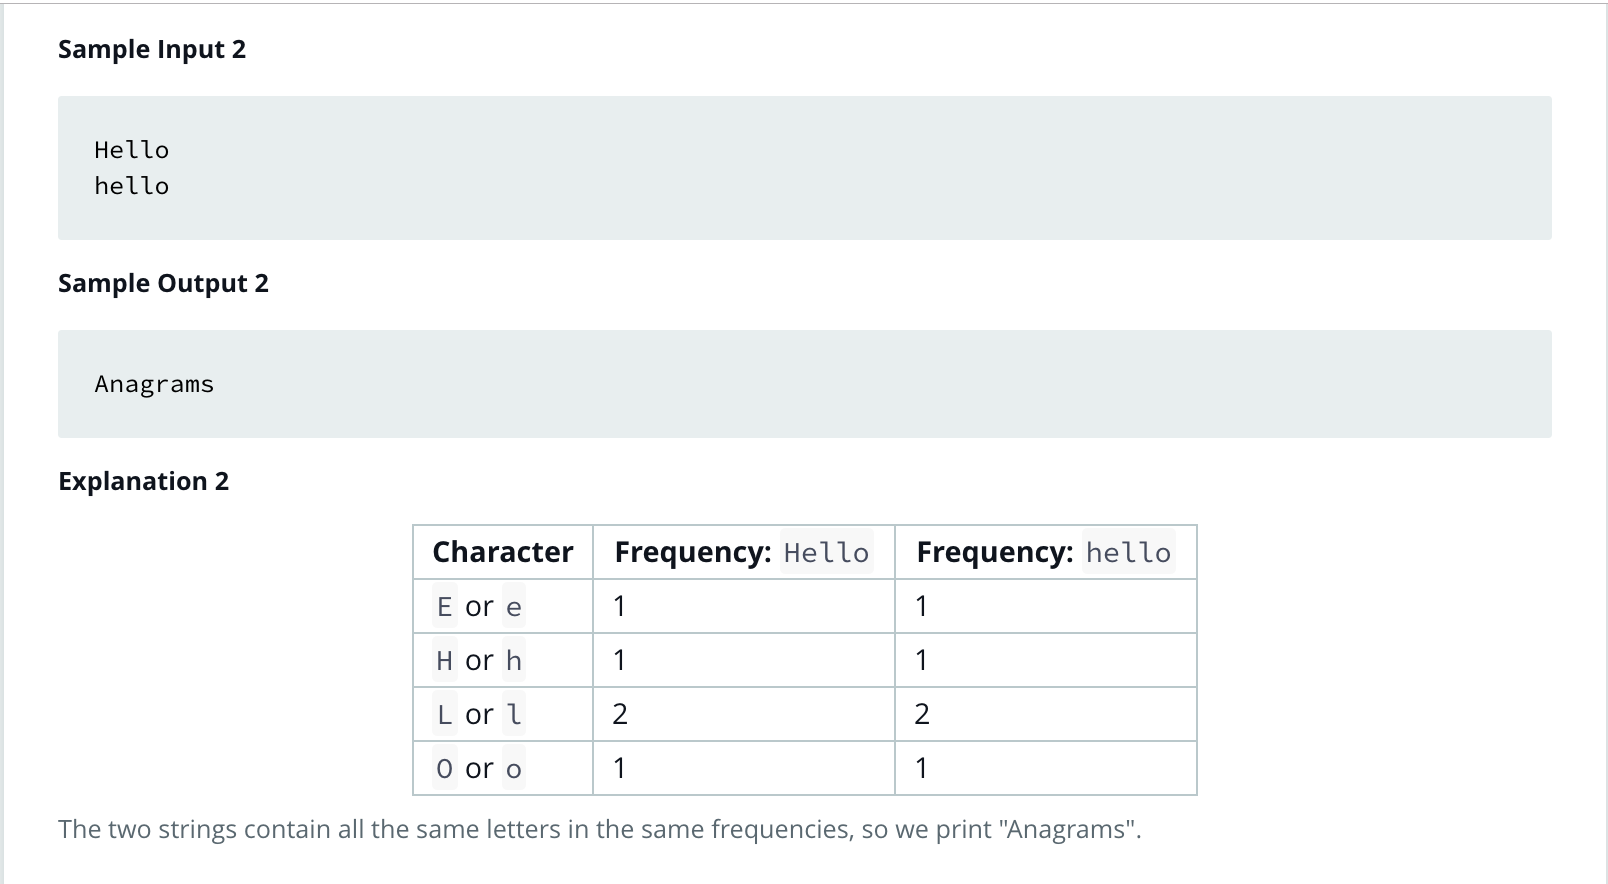 Sample Input 2
Hello
hello
Sample Output 2
Anagrams
Explanation 2
Character Frequency: Hello Frequency: hello
E or e 1 1
H or h 1 1
L or l 2 2
O or o 1 1
The two strings contain all the same letters in the same frequencies, so we print "Anagrams".